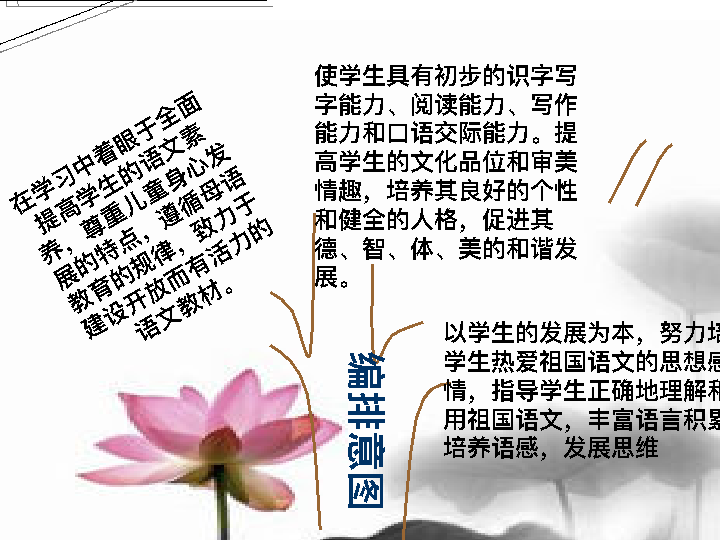 在学习中着眼于全面
提高学生的语文素
养，尊重儿童身心发
展的特点，遵循母语
教育的规律，致力于
建设开放而有活力的
语文教材。
使学生具有初步的识字写
字能力、阅读能力、写作
能力和口语交际能力。提
高学生的文化品位和审美
情趣，培养其良好的个性
和健全的人格，促进其
德、智、体、美的和谐发
展。
以学生的发展为本，努力培
学生热爱祖国语文的思想感
情，指导学生正确地理解和
用祖国语文，丰富语言积累
培养语感，发展思维
编排意图